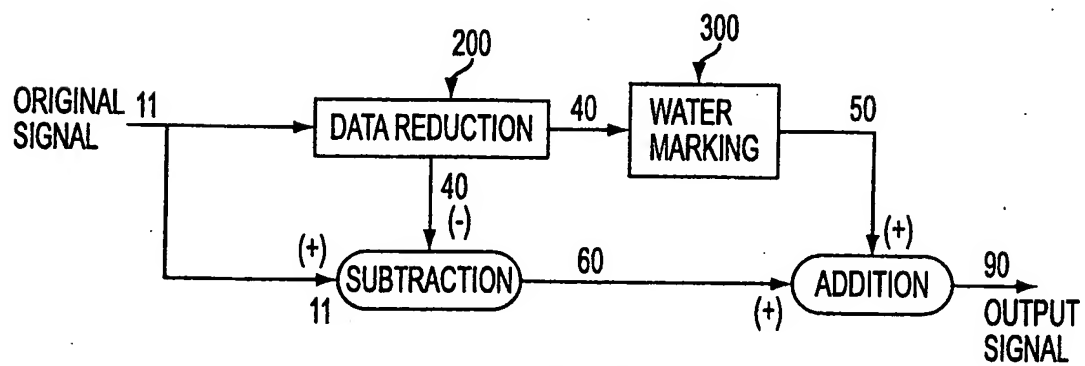 200
300
ORIGINAL 11
SIGNAL
DATA REDUCTION
40
WATER
MARKING
50
40
(-)
(+)
SUBTRACTION
11
60
(+)
(+)
ADDITION
90
OUTPUT
SIGNAL